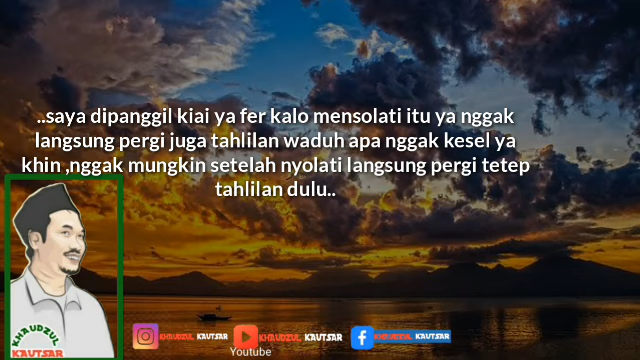 ..saya dipanggil kiai ya fer kalo mensolati itu ya nggak
langsung pergi juga tahlilan waduh apa nggak kesel ya
khin ,nggak mungkin setelah nyolati langsung pergi tetep
tahlilan dulu..
KHAUDZUL
KAUTSAR
KHAUDZUL KAUTSAR
KHAUDZUL KAUTSAR
KHAUDZUL KAUTSAR
Youtube